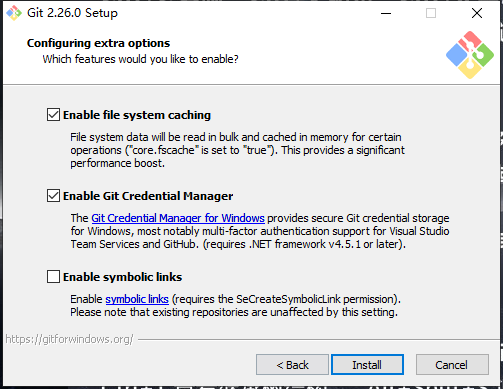 Git 2.26.0 Setup
Configuring extra options
Which features would you like to enable?
Enable file system caching
File system data will be read in bulk and cached in memory for certain
operations ("core.fscache" is set to "true"). This provides a significant
performance boost.
Enable Git Credential Manager
The Git Credential Manager for Windows provides secure Git credential storage
for Windows, most notably multi-factor authentication support for Visual Studio
Team Services and GitHub. (requires .NET framework v4.5.1 or later).
Enable symbolic links
Enable symbolic links (requires the SeCreateSymbolicLink permission).
Please note that existing repositories are unaffected by this setting.
https://gitforwindows.org/
< Back
Install
Cancel